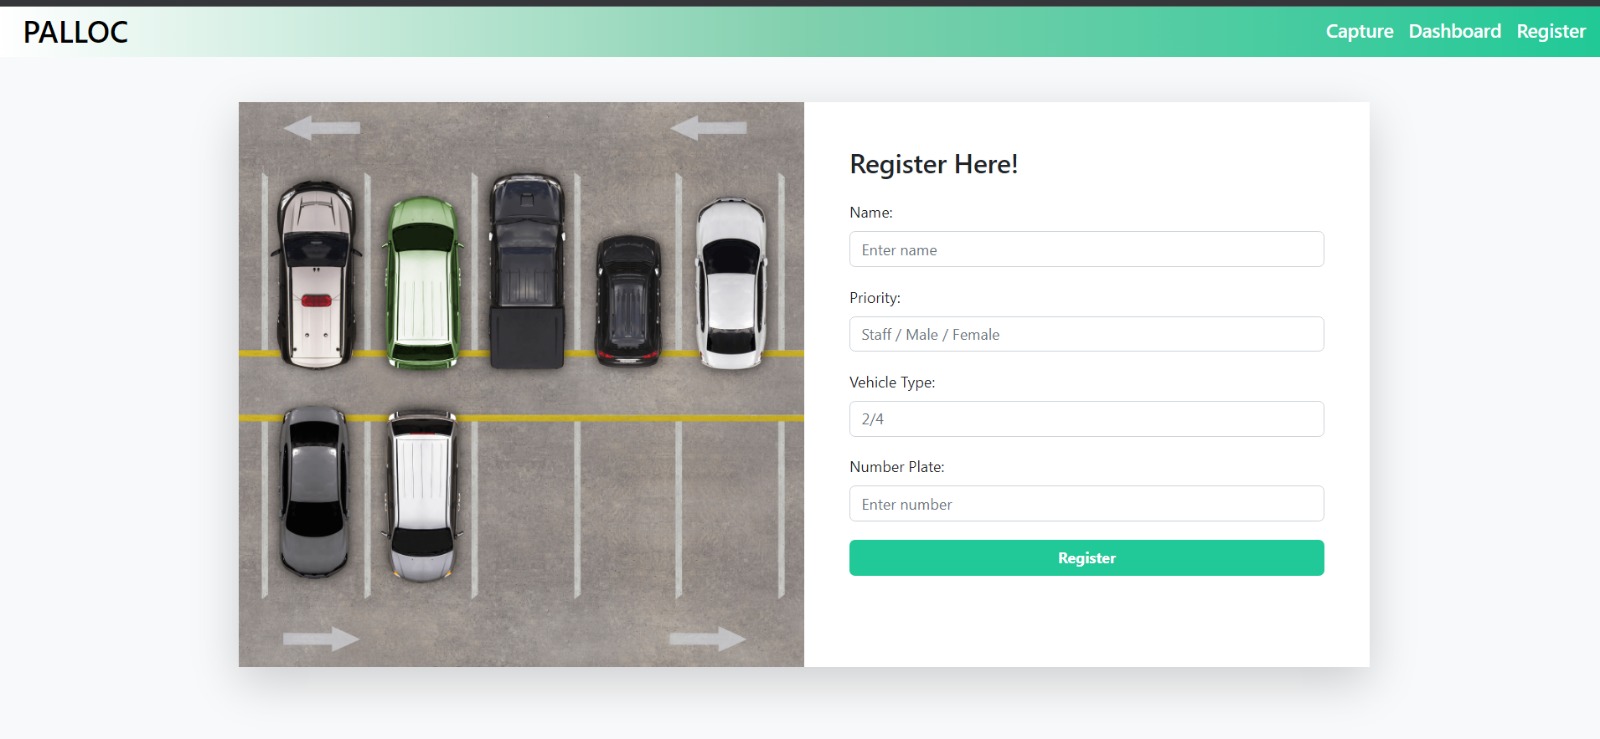 PALLOC
Capture Dashboard Register
Register Here!
Name:
Enter name
Priority:
Staff / Male / Female
Vehicle Type:
2/4
Number Plate:
Enter number
Register